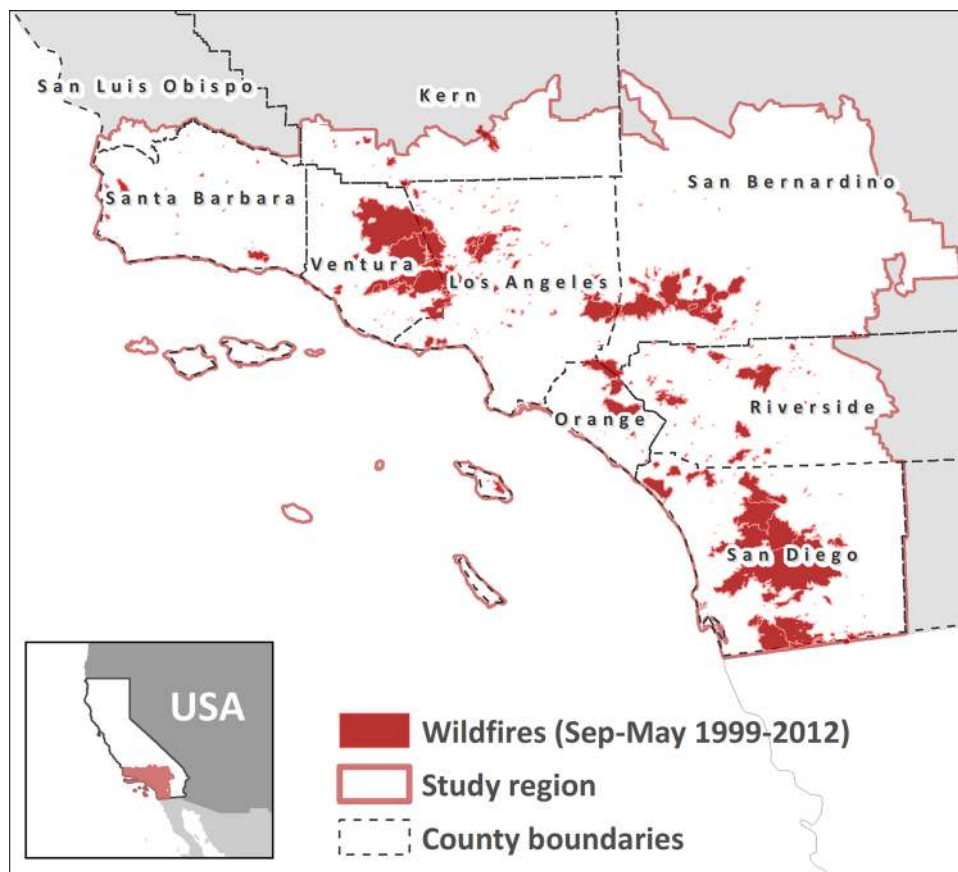 San Luis Obispo
Kern
San Bernardino
Santa Barbara
Ventura
Los Angeles
Orange
Riverside
San Diego
USA
Wildfires (Sep-May 1999-2012)
Study region
County boundaries